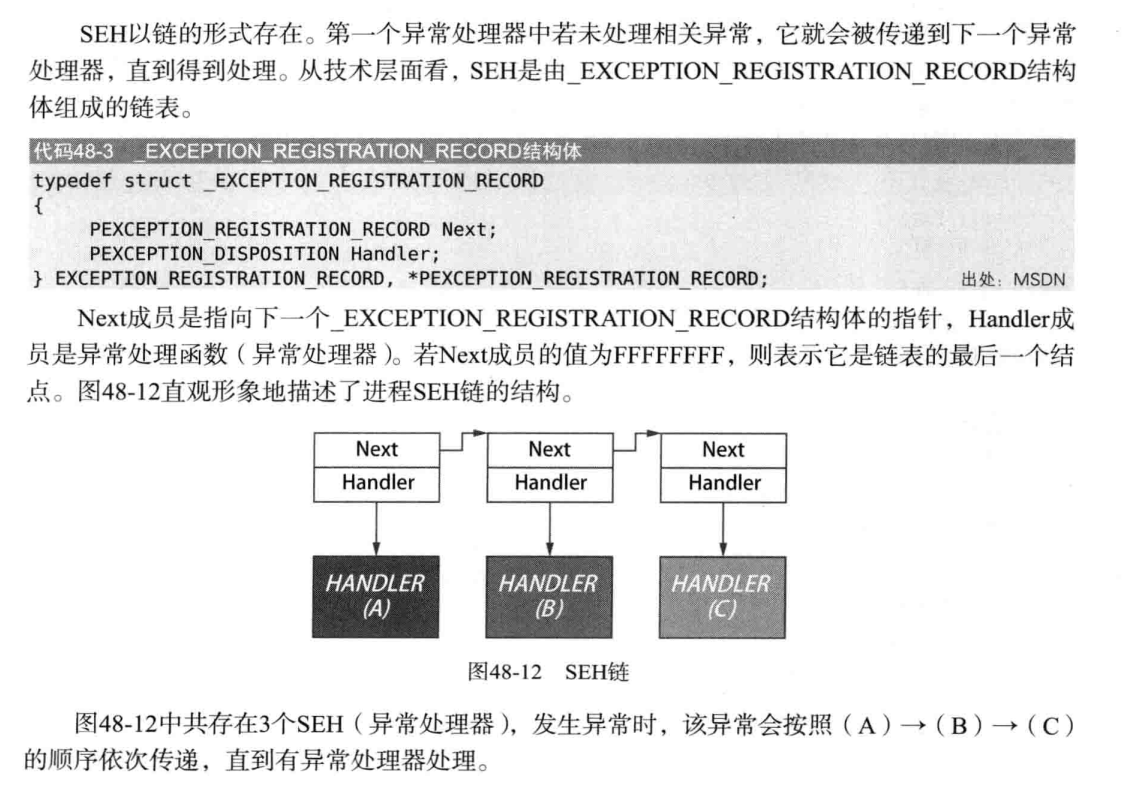 SEH以链的形式存在。第一个异常处理器中若未处理相关异常，它就会被传递到下一个异常
处理器，直到得到处理。从技术层面看，SEH是由_EXCEPTION_REGISTRATION_RECORD结构
体组成的链表。
代码48-3 _EXCEPTION_REGISTRATION_RECORD结构体
typedef struct _EXCEPTION_REGISTRATION_RECORD
{
PEXCEPTION_REGISTRATION_RECORD Next;
PEXCEPTION_DISPOSITION Handler;
} EXCEPTION_REGISTRATION_RECORD, *PEXCEPTION_REGISTRATION_RECORD; 出处：MSDN
Next成员是指向下一个_EXCEPTION_REGISTRATION_RECORD结构体的指针，Handler成
员是异常处理函数（异常处理器）。若Next成员的值为FFFFFFFF，则表示它是链表的最后一个结
点。图48-12直观形象地描述了进程SEH链的结构。
Next Next Next
Handler Handler Handler
HANDLER HANDLER HANDLER
(A) (B) (C)
图48-12 SEH链
图48-12中共存在3个SEH（异常处理器），发生异常时，该异常会按照（A）→（B）→（C）
的顺序依次传递，直到有异常处理器处理。